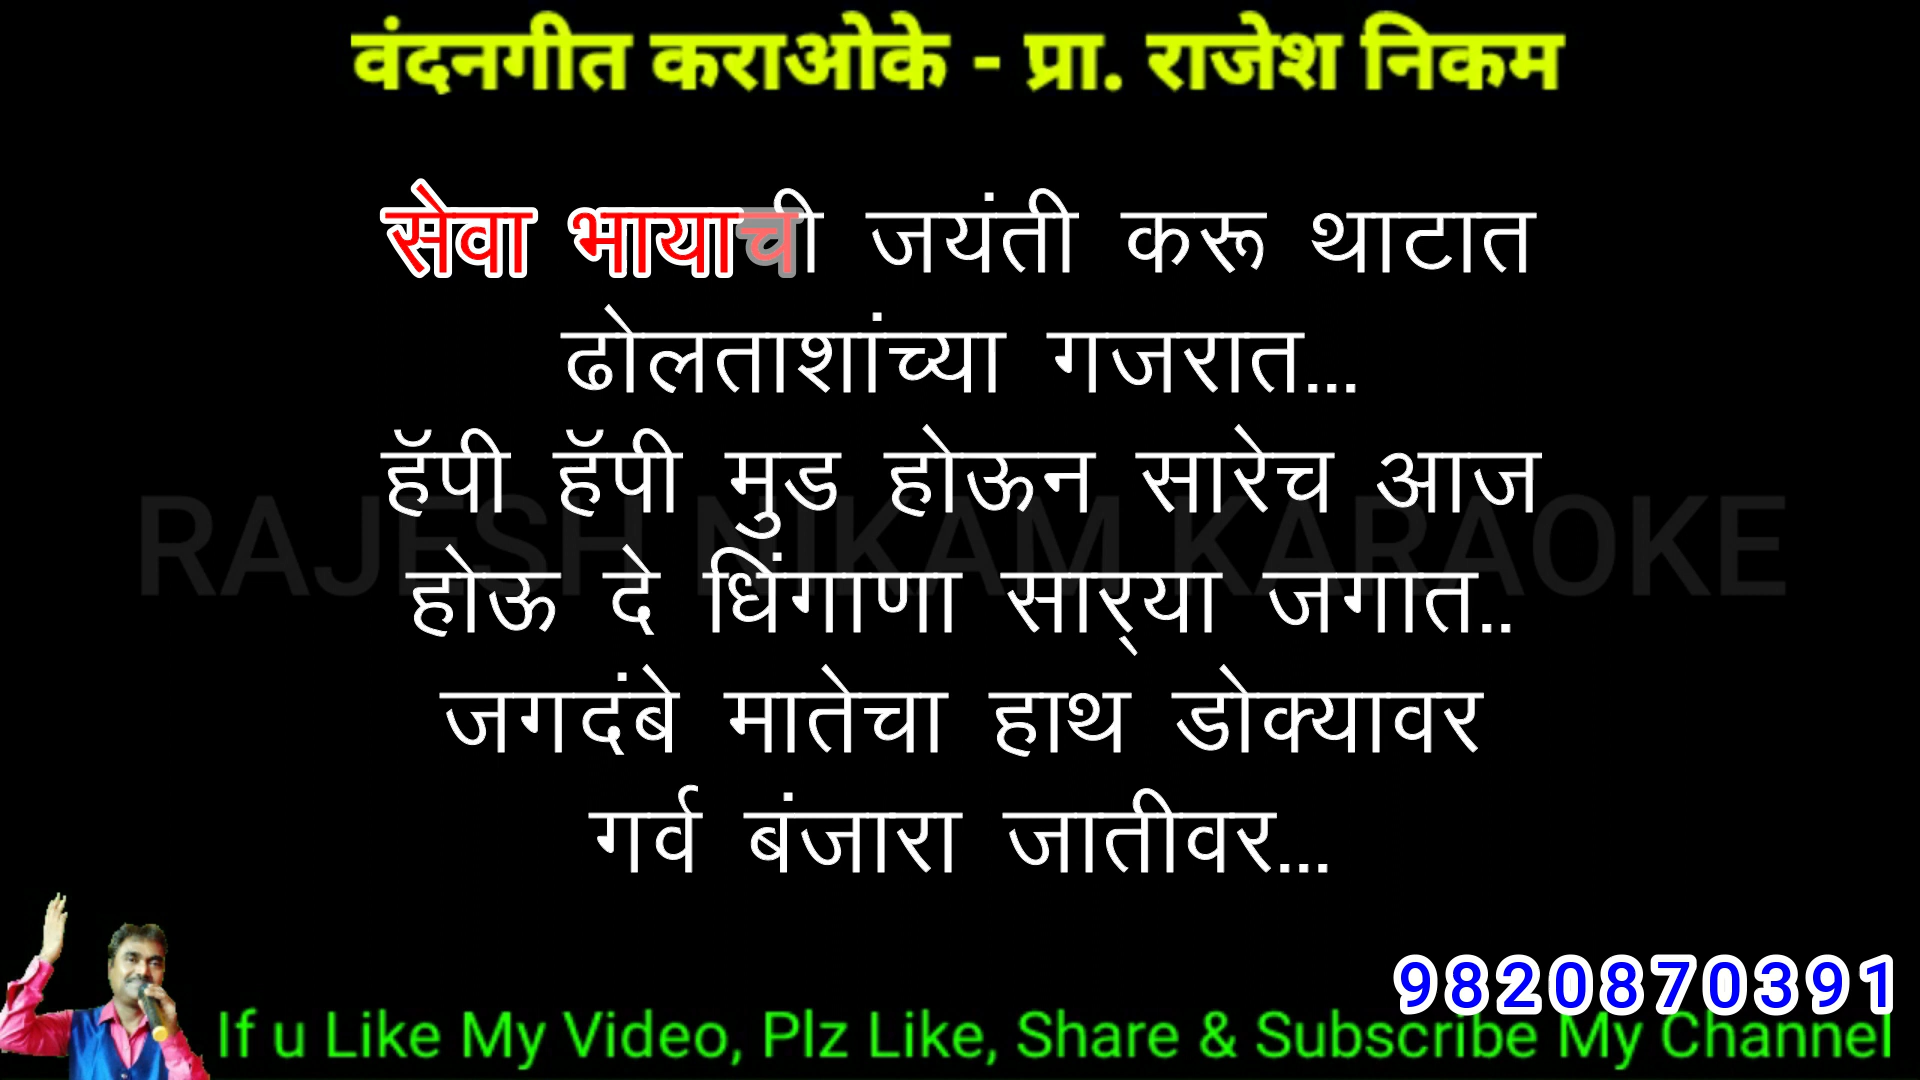 वंदनगीत कराओके - प्रा. राजेश निकम
सेवा भायाची जयंती करू थाटात
ढोलताशांच्या गजरात...
हॅपी हॅपी मुड होऊन सारेच आज
RAJESH NIKAM KARAOKE
होऊ दे धिंगाणा सार्‍या जगात..
जगदंबे मातेचा हाथ डोक्यावर
गर्व बंजारा जातीवर...
9820870391
If u Like My Video, Plz Like, Share & Subscribe My Channel